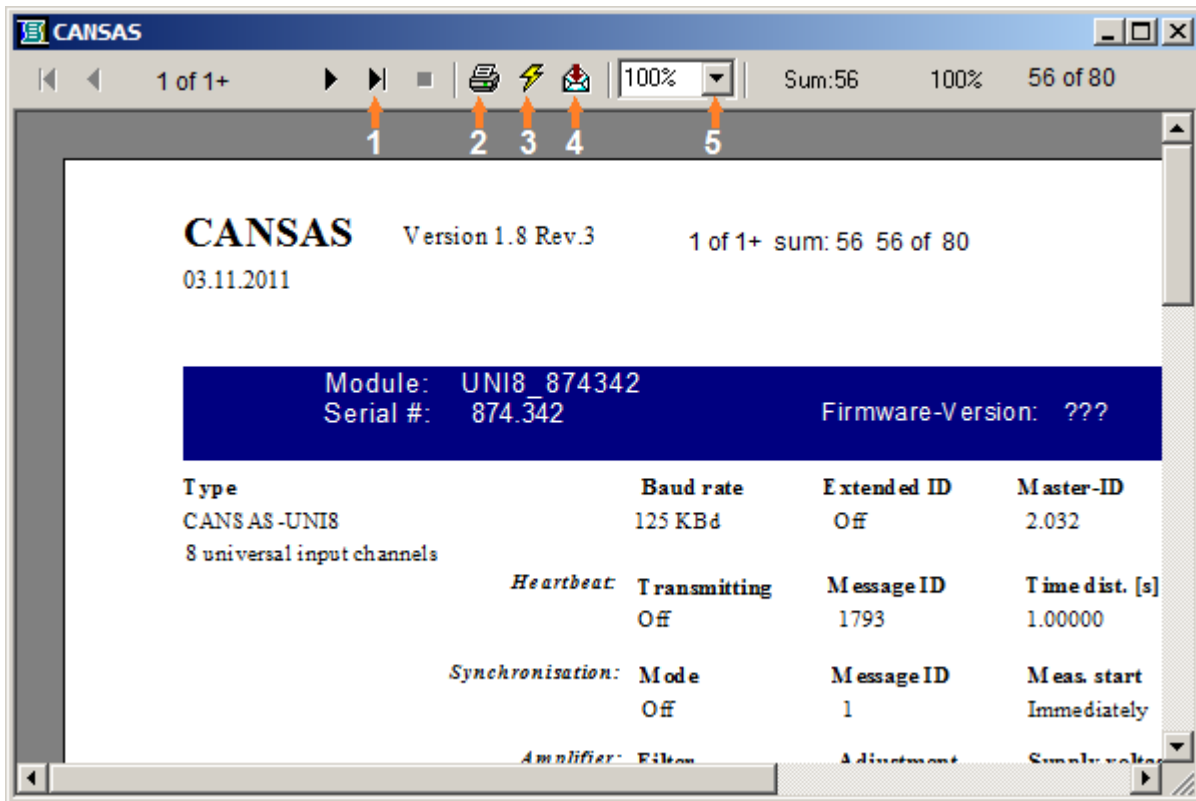 CANSAS
1 of 1+ 100% Sum:56 100% 56 of 80
1 2 3 4 5
CANSAS Version 1.8 Rev.3 1 of 1+ sum: 56 56 of 80
03.11.2011
Module: UNI8_874342
Serial #: 874.342 Firmware-Version: ???
Type Baud rate Extended ID Master-ID
CANSAS-UNI8 125 KBd Off 2.032
8 universal input channels
Heartbeat: Transmitting Message ID Time dist. [s]
Off 1793 1.00000
Synchronisation: Mode Message ID Meas. start
Off 1 Immediately
Amplifier: Filter Adjustment Supply